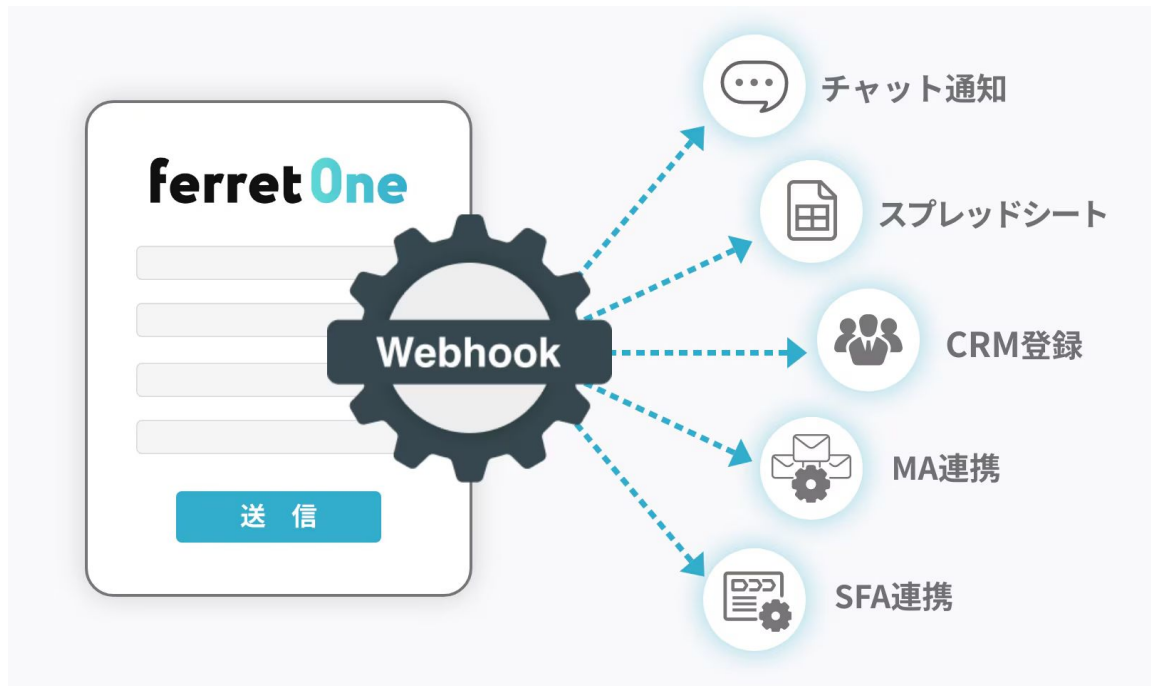 ferret One
Webhook
送 信
チャット通知
スプレッドシート
CRM登録
MA連携
SFA連携